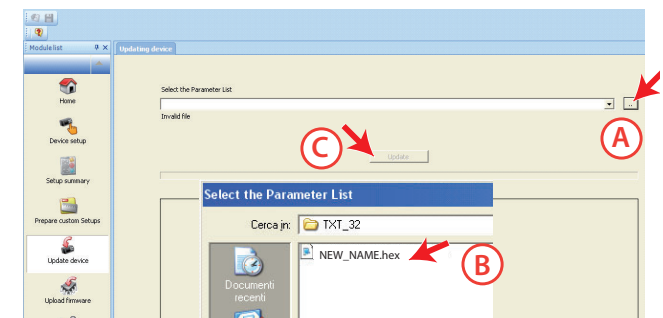 Module list
Updating device
Home
Device setup
Setup summary
Prepare custom Setups
Update device
Upload firmware
Select the Parameter List
..
Invalid file
A
C
Update
Select the Parameter List
Cerca in:
TXT_32
NEW_NAME.hex
B
Documenti
recenti